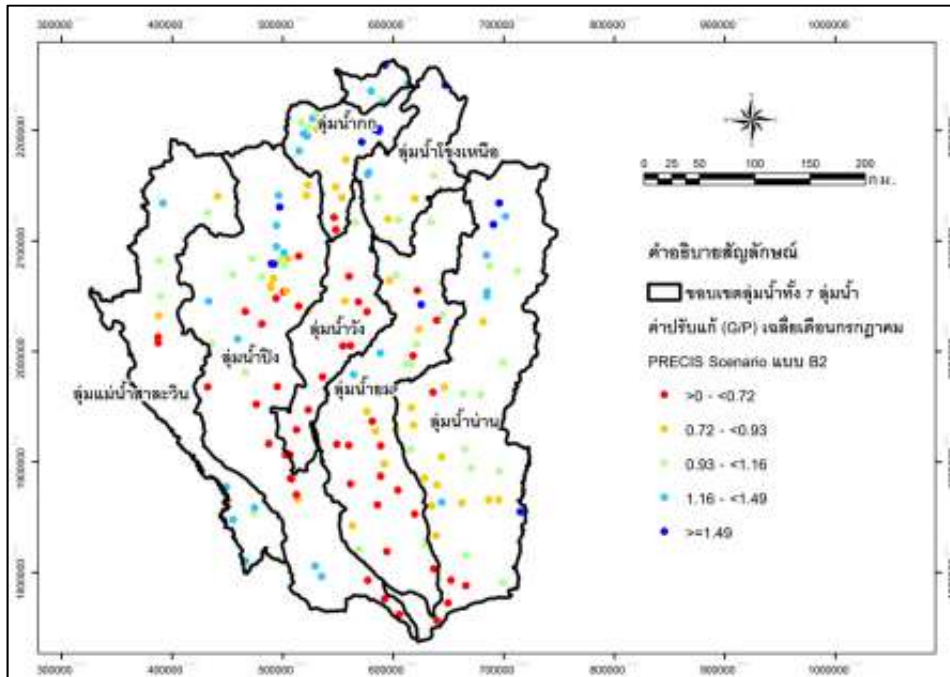 300000 400000 500000 600000 700000 800000 900000 1000000
2200000
2100000
2000000
1900000
1800000
ลุ่มน้ำกก
ลุ่มน้ำโขงเหนือ
ลุ่มน้ำวัง
ลุ่มน้ำปิง
ลุ่มแม่น้ำสาละวิน
ลุ่มน้ำยม
ลุ่มน้ำน่าน
0 25 50 100 150 200
กม.
คำอธิบายสัญลักษณ์
ขอบเขตลุ่มน้ำทั้ง 7 ลุ่มน้ำ
ค่าปรับแก้ (G/P) เฉลี่ยเดือนกรกฎาคม
PRECIS Scenario แบบ B2
>0 - <0.72
0.72 - <0.93
0.93 - <1.16
1.16 - <1.49
>=1.49
300000 400000 500000 600000 700000 800000 900000 1000000